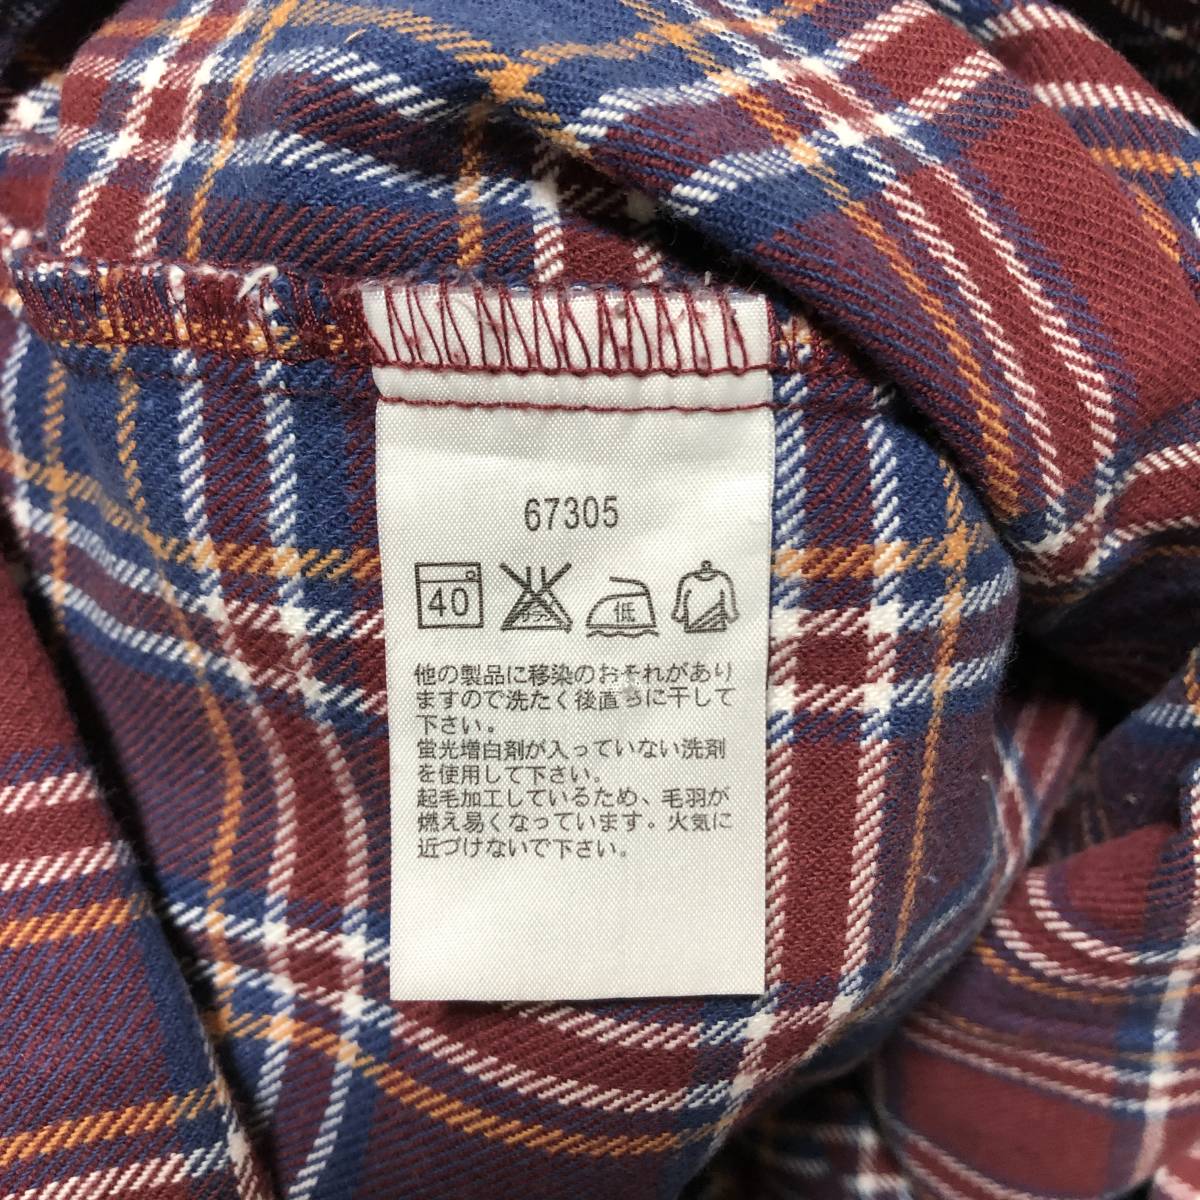 67305
40
低
他の製品に移染のおそれがあり
ますので洗たく後直ちに干して
下さい。
蛍光増白剤が入っていない洗剤
を使用して下さい。
起毛加工しているため、毛羽が
燃え易くなっています。火気に
近づけないで下さい。